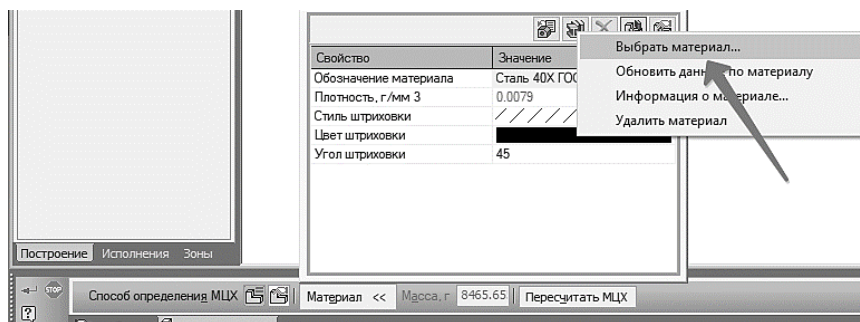 Выбрать материал...
Свойство Значение
Обозначение материала Сталь 40Х ГОС
Обновить данные по материалу
Плотность, г/мм 3 0.0079
Информация о материале...
Стиль штриховки
Удалить материал
Цвет штриховки
Угол штриховки 45
Построение Исполнения Зоны
STOP
Способ определения МЦХ Материал << Масса, г 8465.65 Пересчитать МЦХ
?